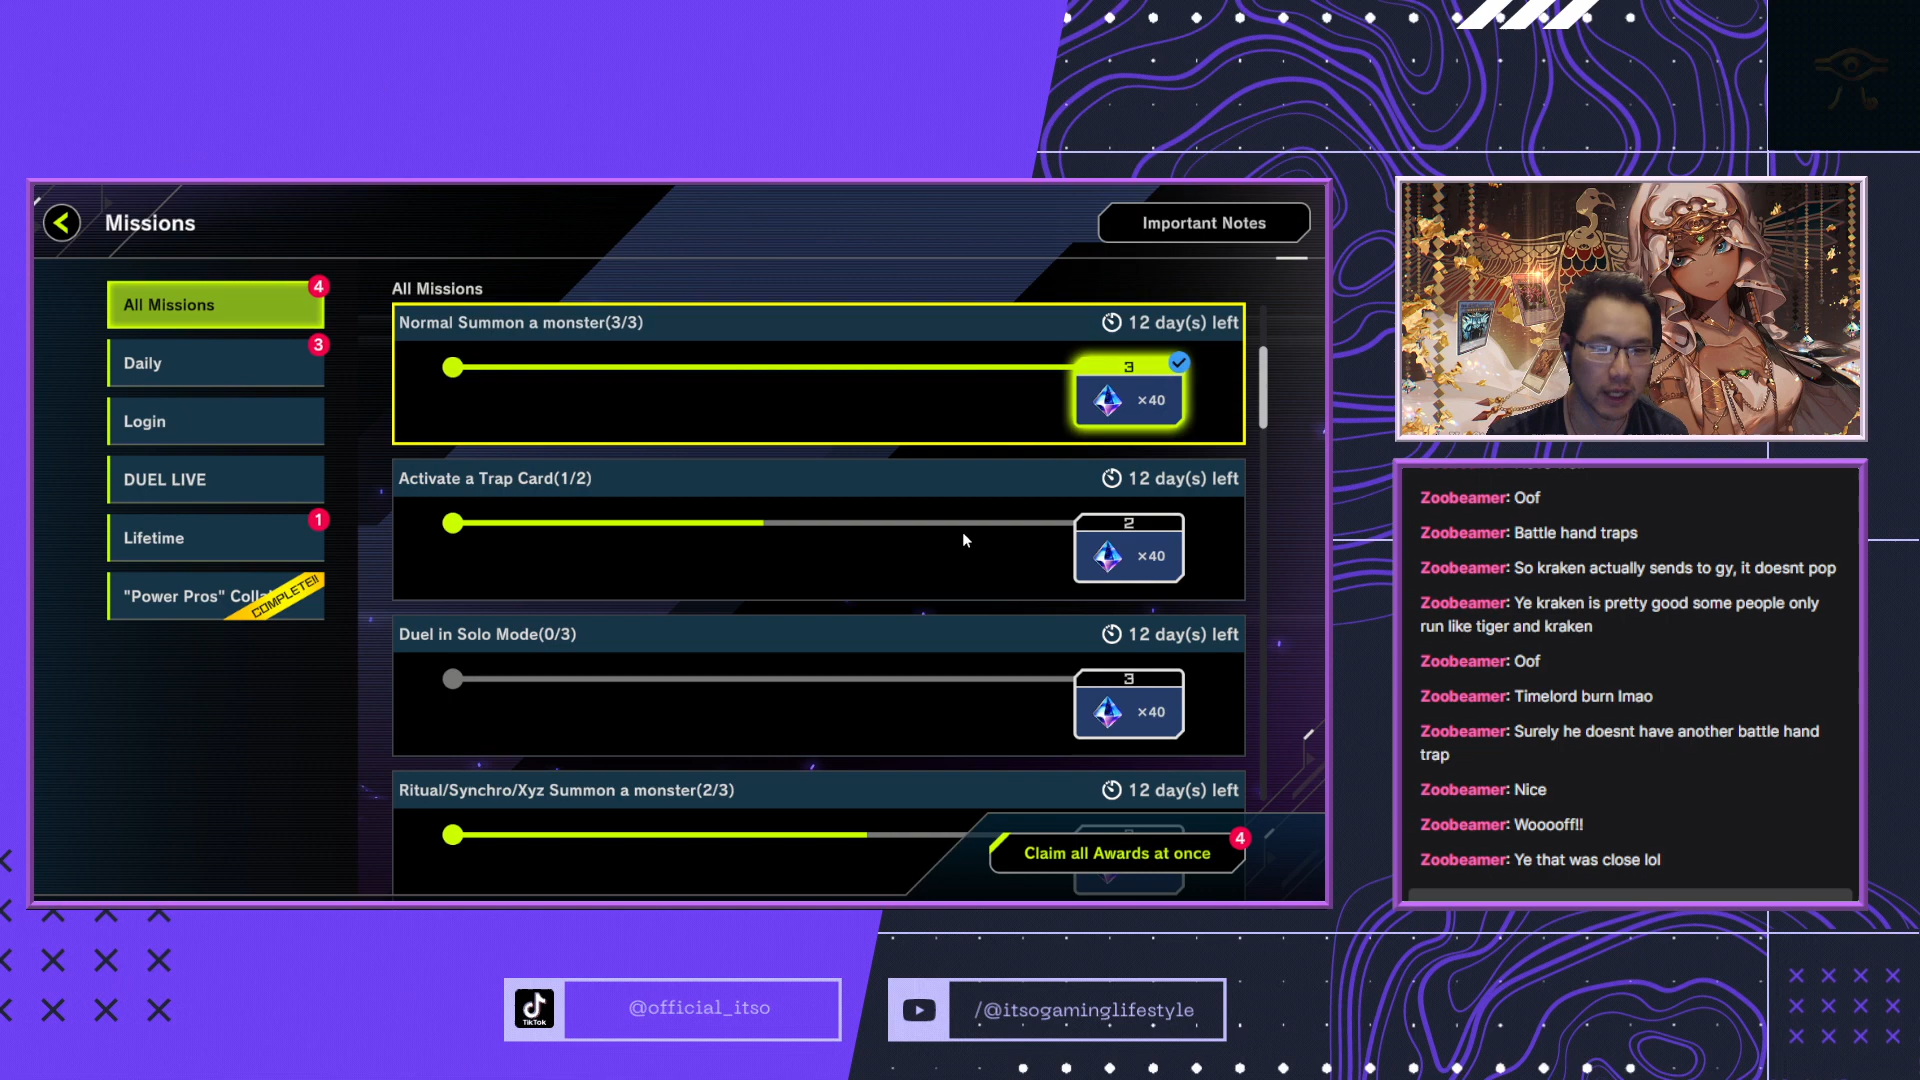 Missions
Important Notes
All Missions
4
Daily
3
Login
DUEL LIVE
Lifetime
1
"Power Pros" Colla
COMPLETE!!
All Missions
Normal Summon a monster(3/3)
12 day(s) left
3
×40
Activate a Trap Card(1/2)
12 day(s) left
2
×40
Duel in Solo Mode(0/3)
12 day(s) left
3
×40
Ritual/Synchro/Xyz Summon a monster(2/3)
12 day(s) left
Claim all Awards at once
4
Zoobeamer: Oof
Zoobeamer: Battle hand traps
Zoobeamer: So kraken actually sends to gy, it doesnt pop
Zoobeamer: Ye kraken is pretty good some people only
run like tiger and kraken
Zoobeamer: Oof
Zoobeamer: Timelord burn lmao
Zoobeamer: Surely he doesnt have another battle hand
trap
Zoobeamer: Nice
Zoobeamer: Wooooff!!
Zoobeamer: Ye that was close lol
TikTok
@official_itso
/@itsogaminglifestyle